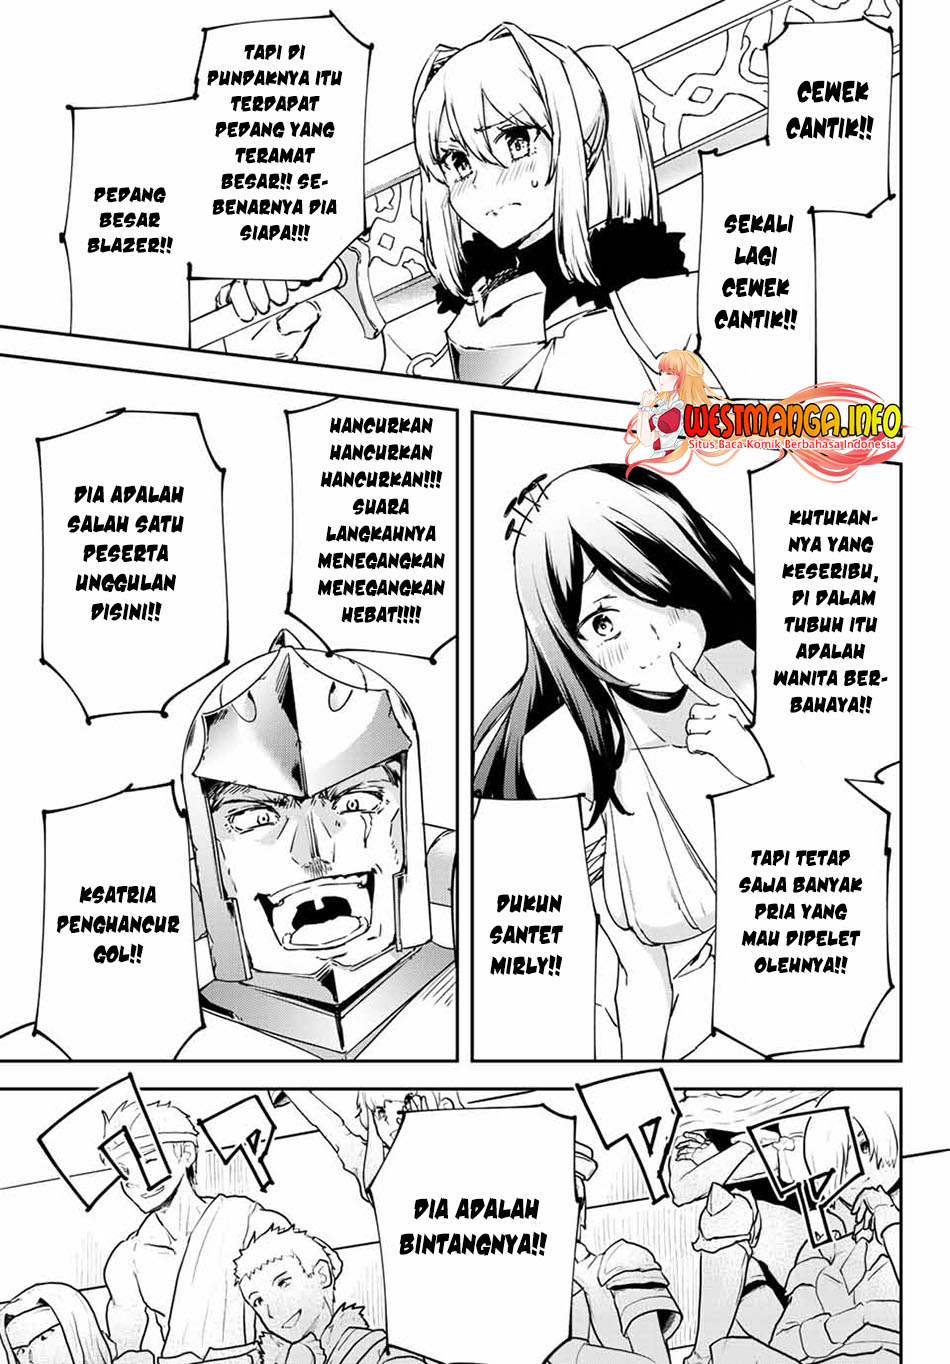 CEWEK
CANTIK!!
SEKALI
LAGI
CEWEK
CANTIK!!
TAPI DI
PUNDAKNYA ITU
TERDAPAT
PEDANG YANG
TERAMAT
BESAR!! SE-
BENARNYA DIA
SIAPA!!!
PEDANG
BESAR
BLAZER!!
WESTMANGA.INFO
Situs Baca Komik Berbahasa Indonesia
KUTUKAN-
NYA YANG
KESERIBU,
DI DALAM
TUBUH ITU
ADALAH
WANITA BER-
BAHAYA!!
TAPI TETAP
SAJA BANYAK
PRIA YANG
MAU DIPELET
OLEHNYA!!
DUKUN
SANTET
MIRLY!!
HANCURKAN
HANCURKAN
HANCURKAN!!!
SUARA
LANGKAHNYA
MENEGANGKAN
MENEGANGKAN
HEBAT!!!!
DIA ADALAH
SALAH SATU
PESERTA
UNGGULAN
DISINI!!
KSATRIA
PENGHANCUR
GOL!!
DIA ADALAH
BINTANGNYA!!